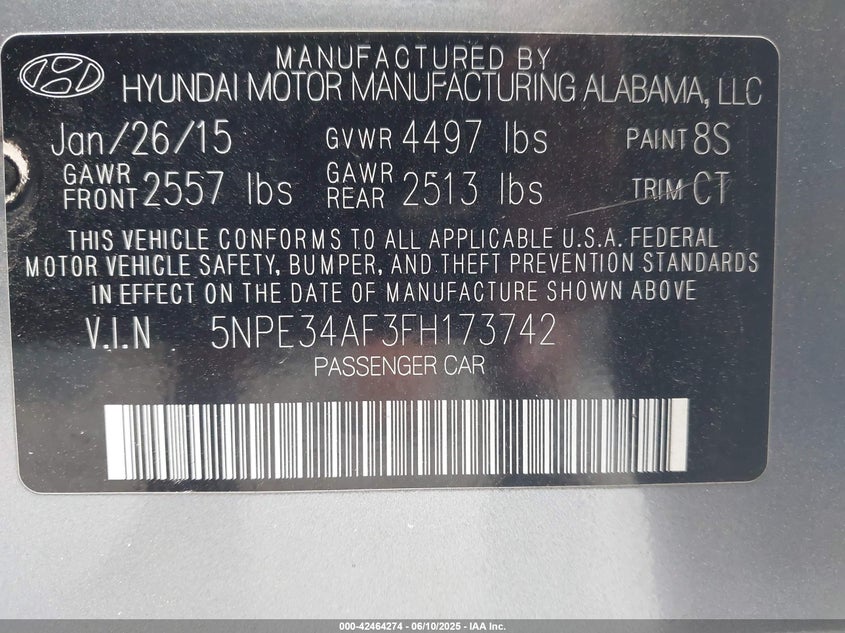 MANUFACTURED BY
HYUNDAI MOTOR MANUFACTURING ALABAMA, LLC
Jan/26/15 GVWR 4497 lbs PAINT 8S
GAWR FRONT 2557 lbs GAWR REAR 2513 lbs TRIM CT
THIS VEHICLE CONFORMS TO ALL APPLICABLE U.S.A. FEDERAL
MOTOR VEHICLE SAFETY, BUMPER, AND THEFT PREVENTION STANDARDS
IN EFFECT ON THE DATE OF MANUFACTURE SHOWN ABOVE
V.I.N 5NPE34AF3FH173742
PASSENGER CAR
000-42464274 - 06/10/2025 - IAA Inc.